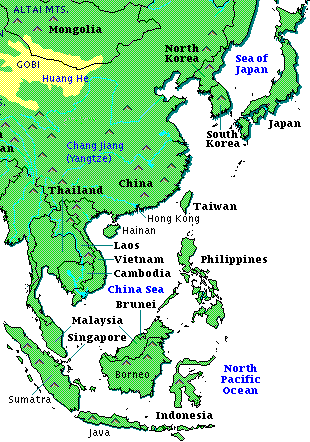 ALTAI MTS.
Mongolia
GOBI
Huang He
North
Korea
Sea of
Japan
S.
an
Chang Jiang
(Yangtze)
South
Korea
Japan
Thailand
China
Taiwan
Hong Kong
Hainan
Laos
Vietnam
Cambodia
Philippines
China Sea
Brunei
Malaysia
Singapore
Borneo
North
Pacific
Ocean
Sumatra
Java
Indonesia